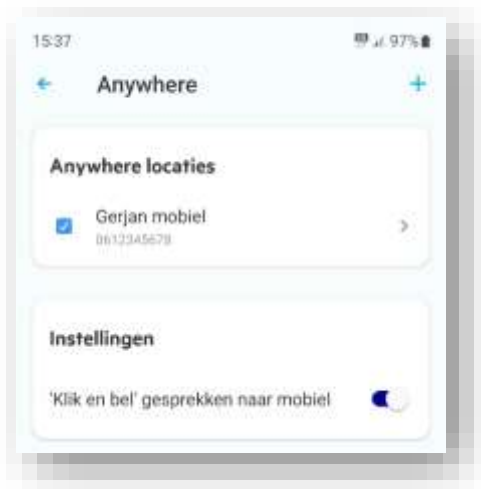 15:37
97%
Anywhere
Anywhere locaties
Gerjan mobiel
0612345678
Instellingen
'Klik en bel' gesprekken naar mobiel